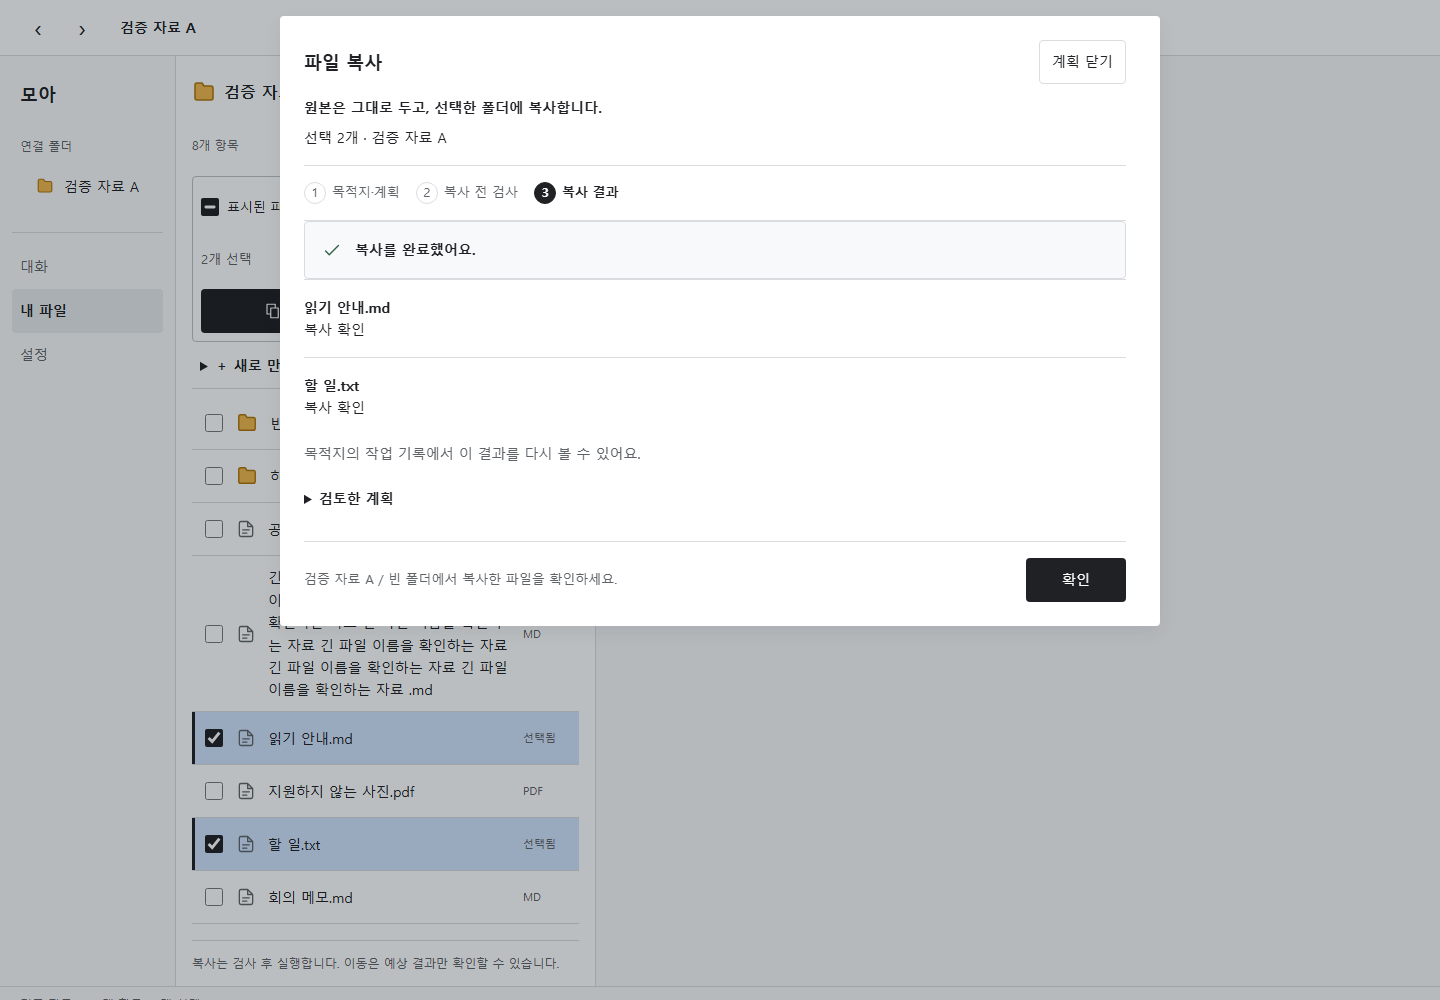 검증 자료 A
모아
연결 폴더
검증 자료 A
대화
내 파일
설정
검증 자
8개 항목
표시된
2개 선택
+ 새로 만
는 자료 긴 파일 이름을 확인하는 자료
긴 파일 이름을 확인하는 자료 긴 파일
이름을 확인하는 자료 .md
MD
읽기 안내.md
선택됨
지원하지 않는 사진.pdf
PDF
할 일.txt
선택됨
회의 메모.md
MD
복사는 검사 후 실행합니다. 이동은 예상 결과만 확인할 수 있습니다.
파일 복사
계획 닫기
원본은 그대로 두고, 선택한 폴더에 복사합니다.
선택 2개 · 검증 자료 A
1 목적지·계획 2 복사 전 검사 3 복사 결과
복사를 완료했어요.
읽기 안내.md
복사 확인
할 일.txt
복사 확인
목적지의 작업 기록에서 이 결과를 다시 볼 수 있어요.
검토한 계획
검증 자료 A / 빈 폴더에서 복사한 파일을 확인하세요.
확인